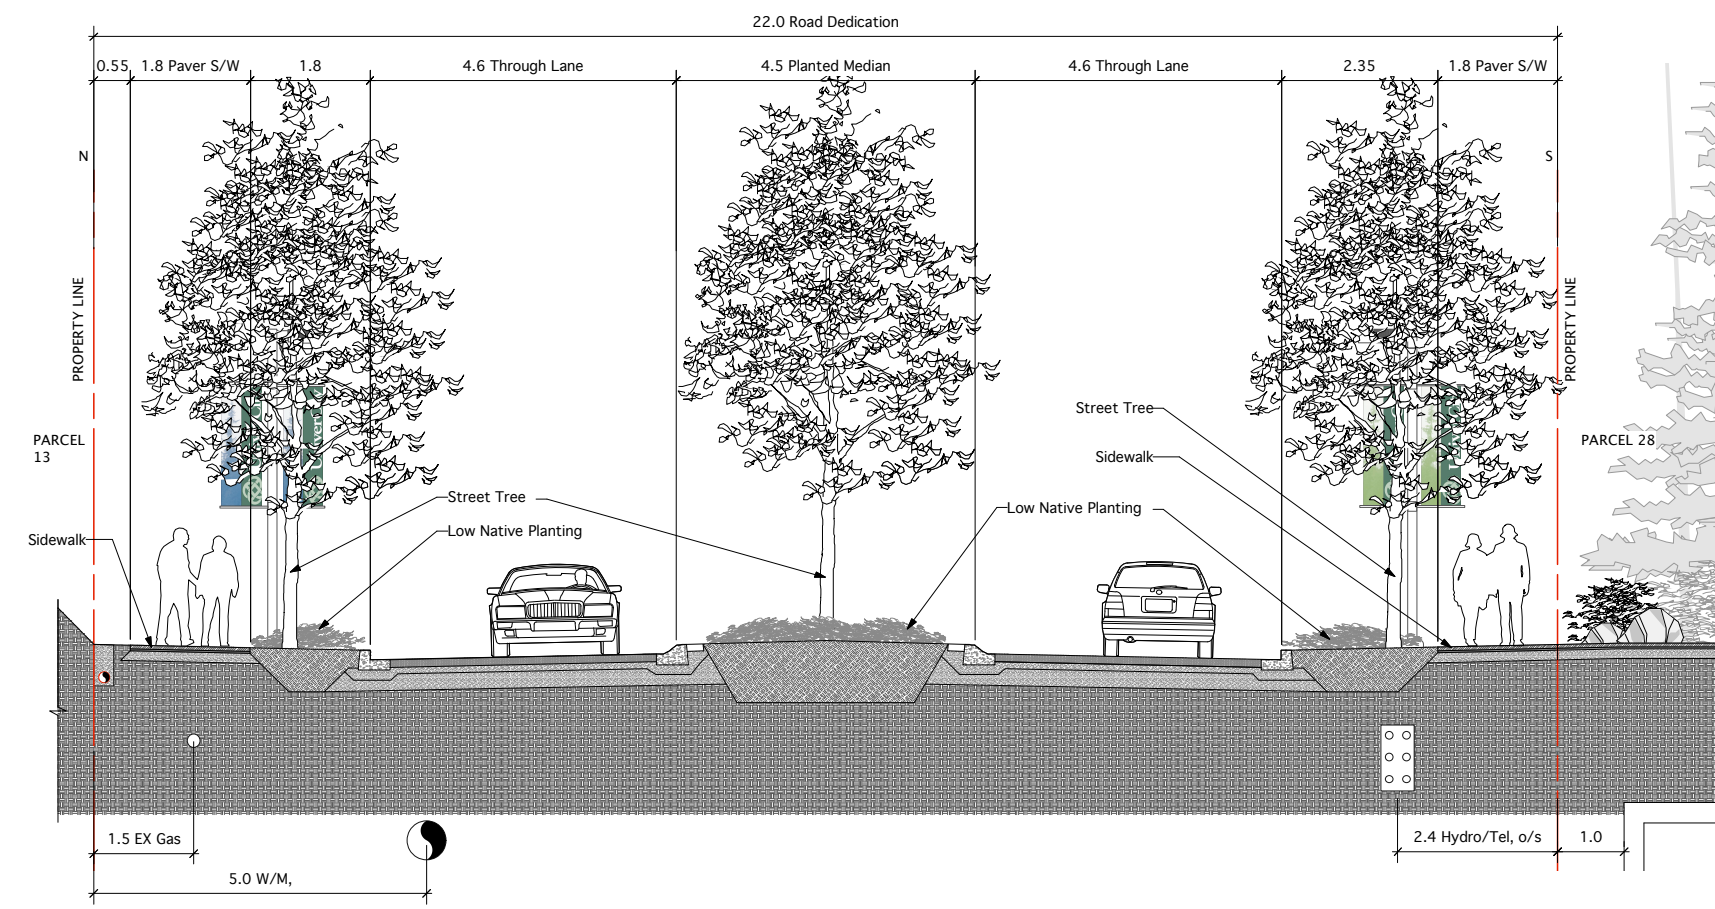 22.0 Road Dedication
0.55 1.8 Paver S/W 1.8 4.6 Through Lane 4.5 Planted Median 4.6 Through Lane 2.35 1.8 Paver S/W
N
S
PROPERTY LINE
PROPERTY LINE
PARCEL
13
PARCEL 28
Street Tree
Sidewalk
Street Tree
Low Native Planting
Low Native Planting
Sidewalk
1.5 EX Gas
2.4 Hydro/Tel, o/s
1.0
5.0 W/M,